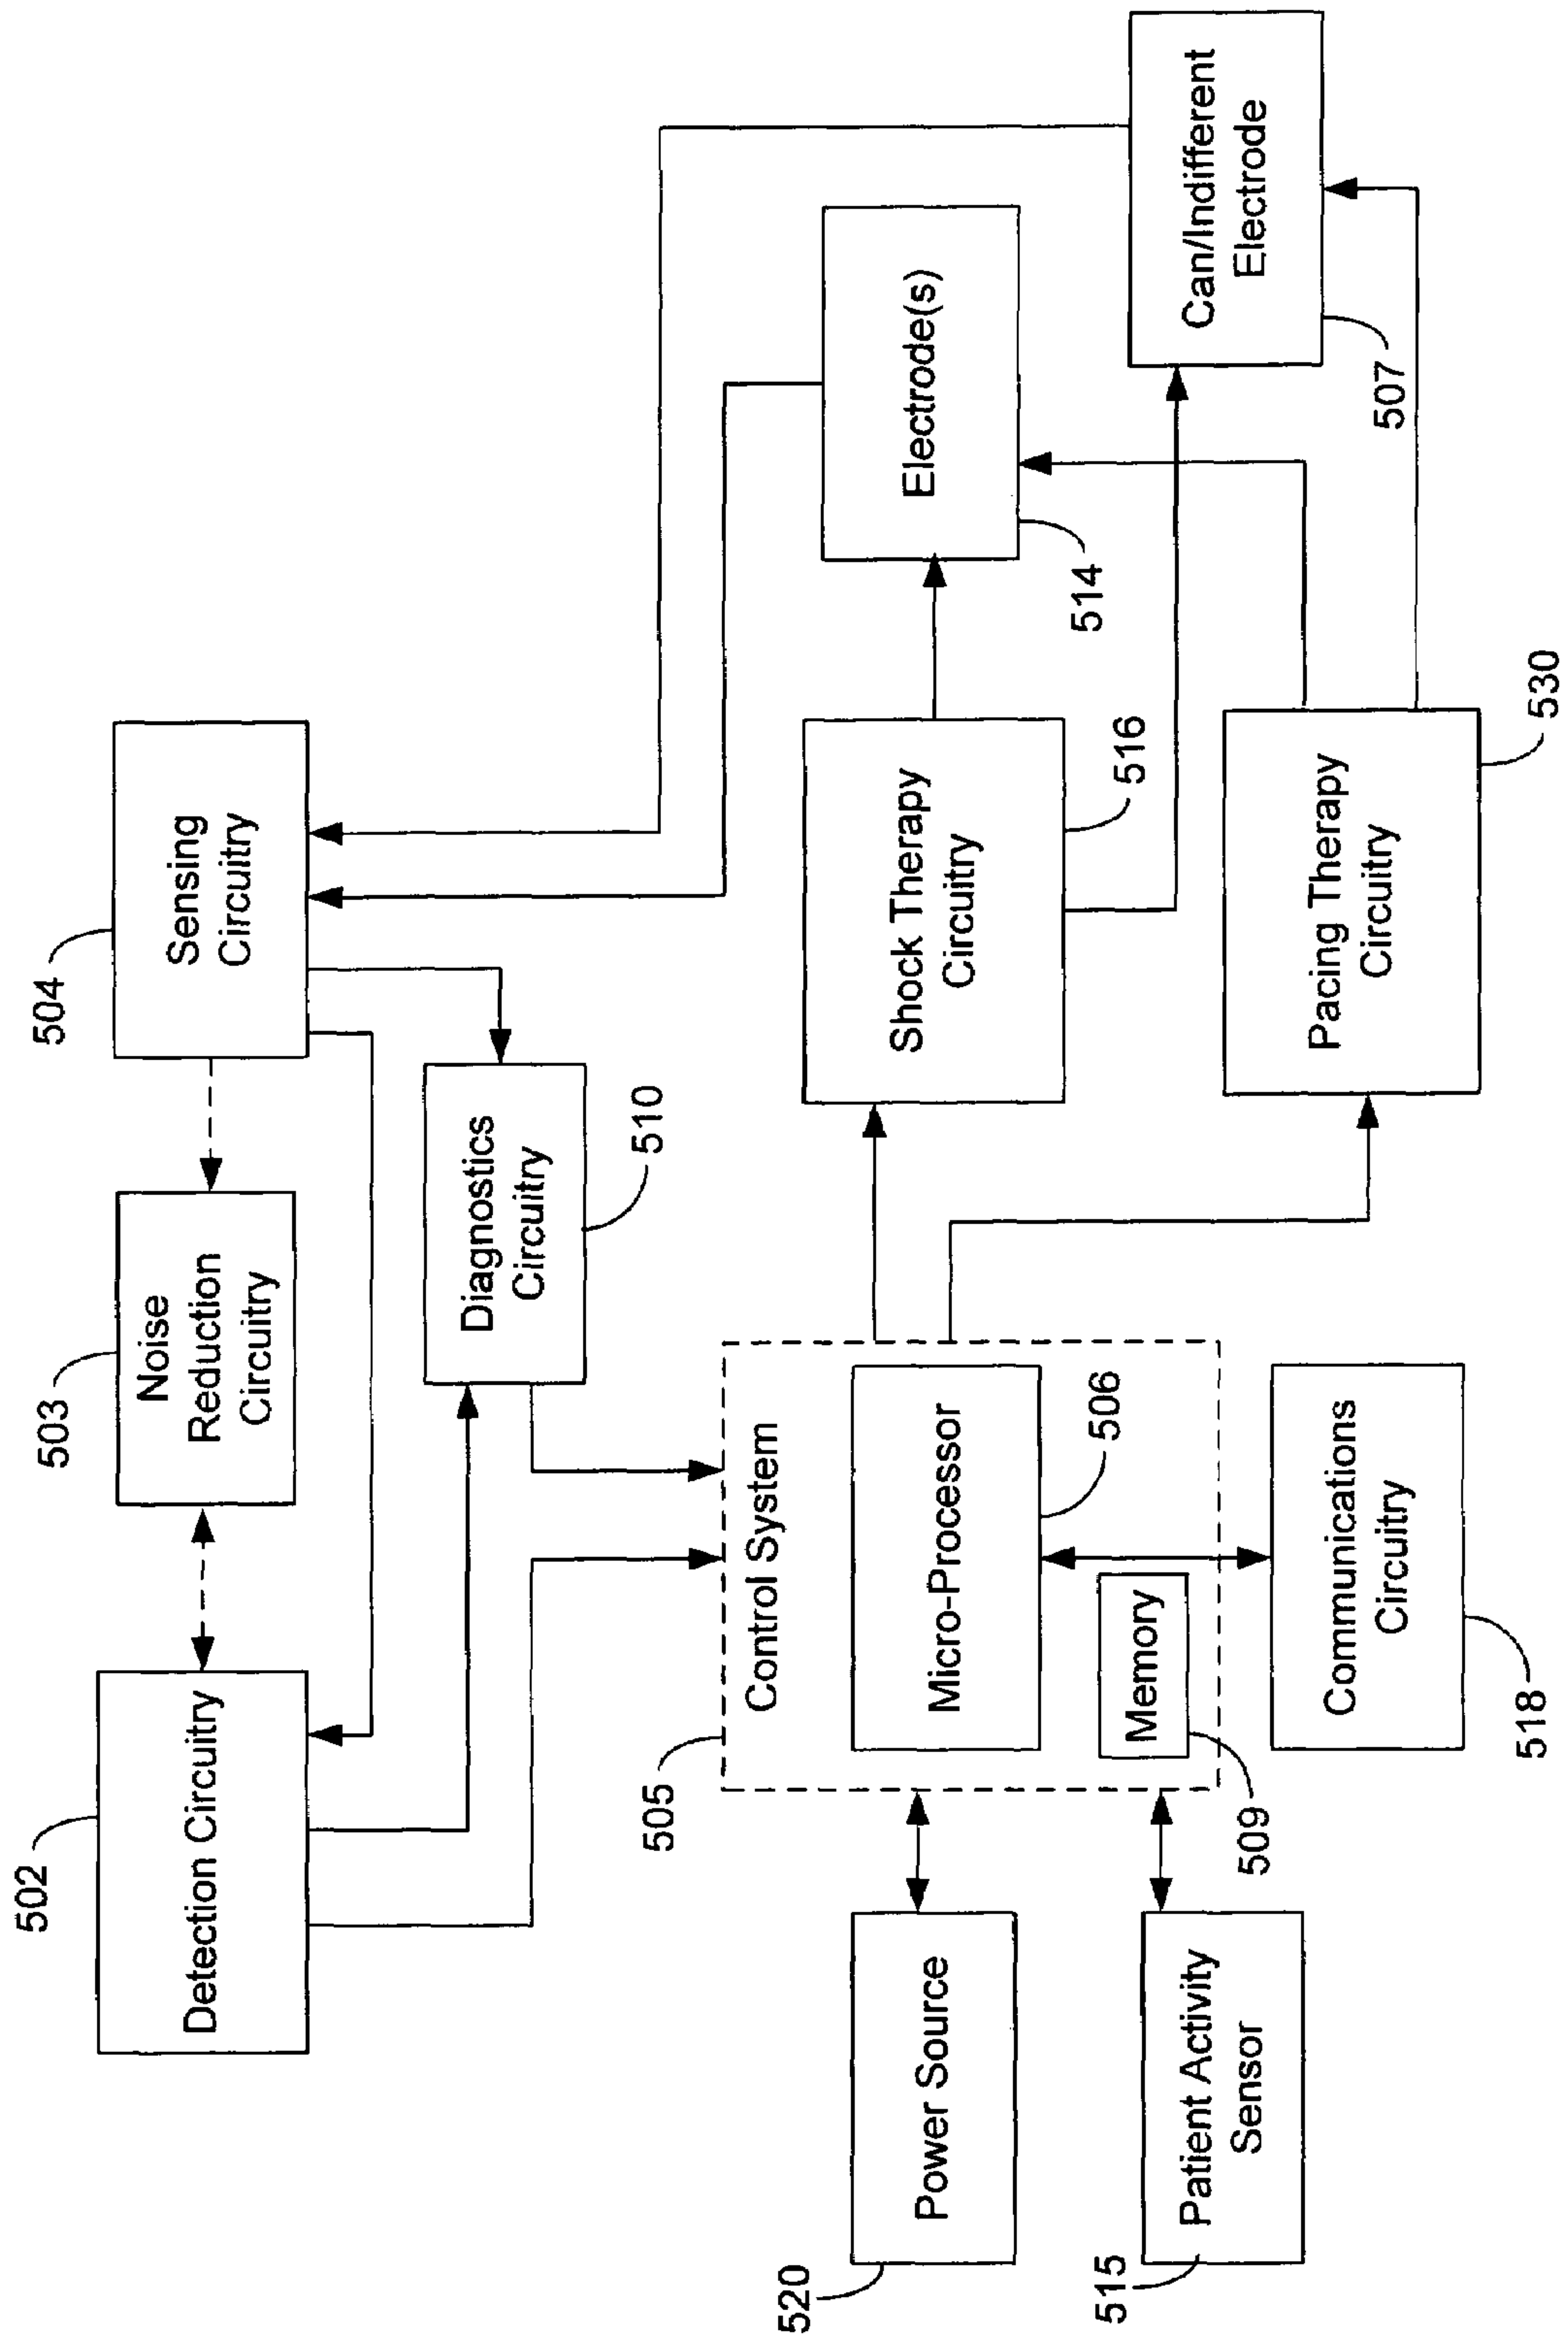 502
Detection Circuitry
503
Noise
Reduction
Circuitry
504
Sensing
Circuitry
Diagnostics
Circuitry
510
505
Control System
Micro-Processor
506
Memory
509
520
Power Source
515
Patient Activity
Sensor
Communications
Circuitry
518
Shock Therapy
Circuitry
516
Pacing Therapy
Circuitry
530
Electrode(s)
514
Can/Indifferent
Electrode
507